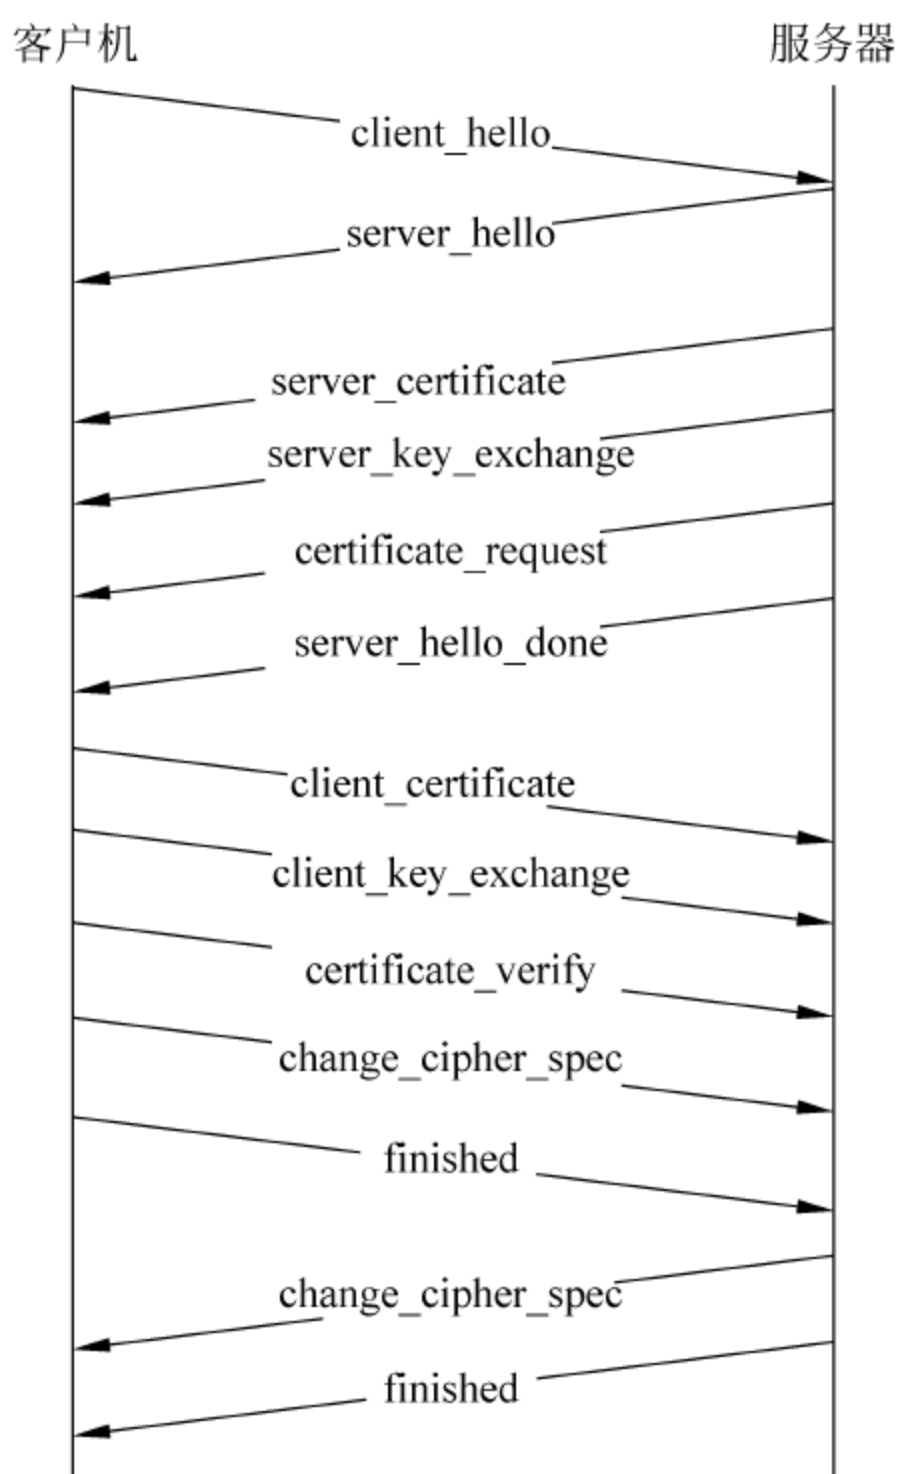 客户机 服务器
client_hello
server_hello
server_certificate
server_key_exchange
certificate_request
server_hello_done
client_certificate
client_key_exchange
certificate_verify
change_cipher_spec
finished
change_cipher_spec
finished